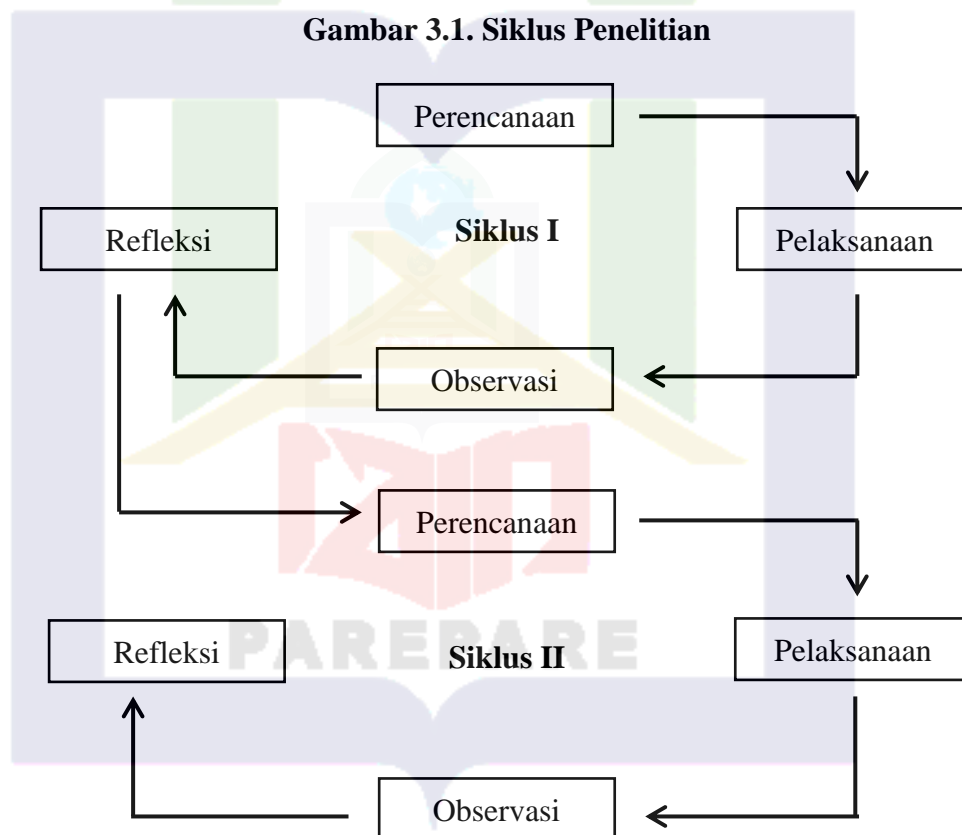 Gambar 3.1. Siklus Penelitian
Perencanaan
Refleksi
Siklus I
Pelaksanaan
Observasi
Perencanaan
Refleksi
PAREPARE
Siklus II
Pelaksanaan
Observasi